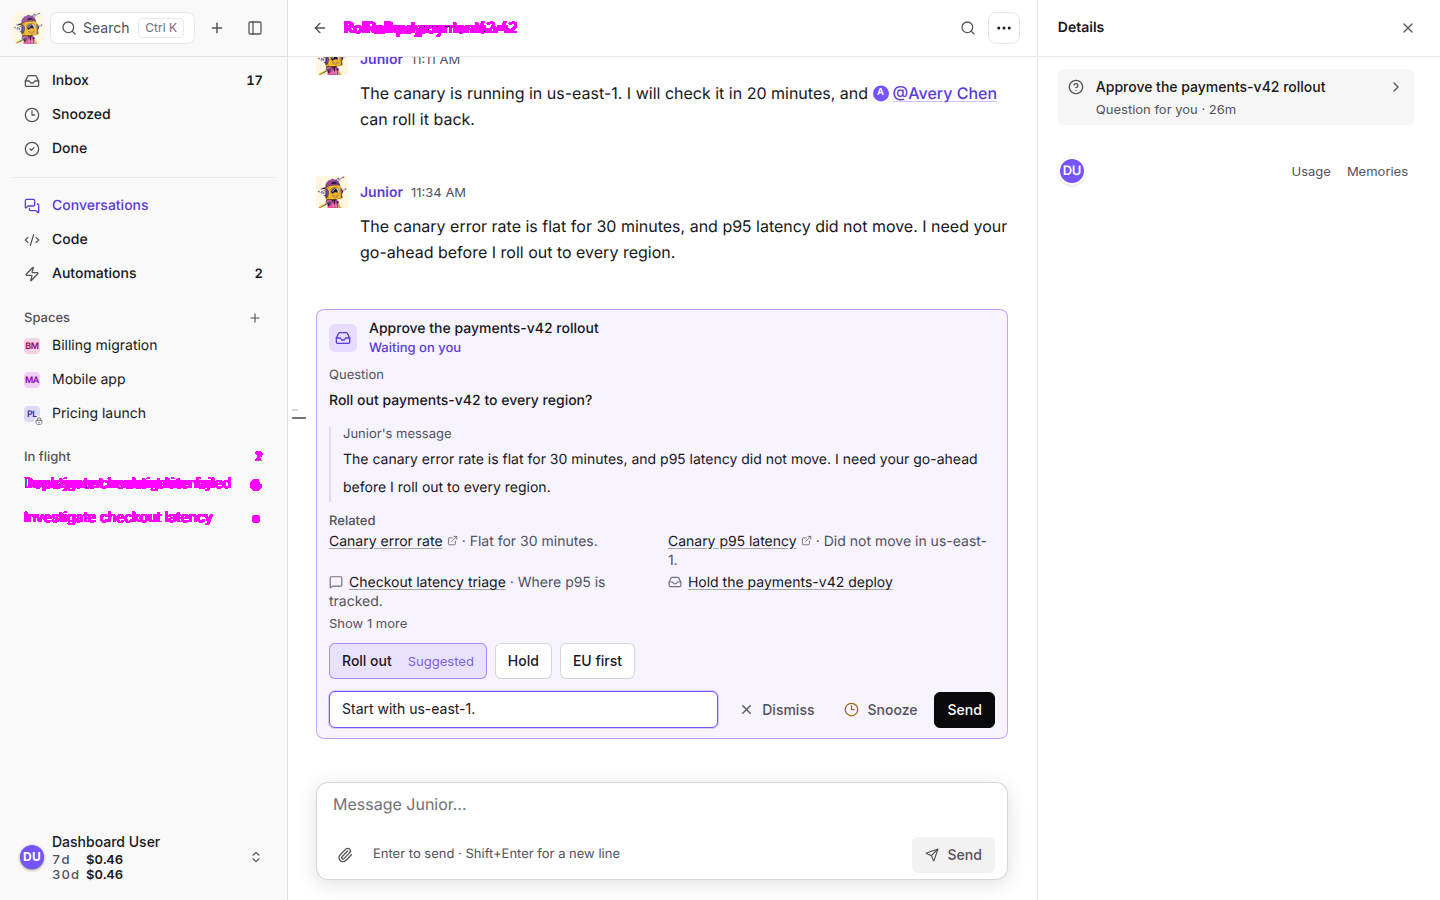 Search Ctrl K
Inbox 17
Snoozed
Done
Conversations
Code
Automations 2
Spaces
BM Billing migration
MA Mobile app
PL Pricing launch
In flight
Investigate checkout latency
DU Dashboard User
7d $0.46
30d $0.46
Junior 11:11 AM
The canary is running in us-east-1. I will check it in 20 minutes, and A @Avery Chen
can roll it back.
Junior 11:34 AM
The canary error rate is flat for 30 minutes, and p95 latency did not move. I need your
go-ahead before I roll out to every region.
Approve the payments-v42 rollout
Waiting on you
Question
Roll out payments-v42 to every region?
Junior's message
The canary error rate is flat for 30 minutes, and p95 latency did not move. I need your go-ahead
before I roll out to every region.
Related
Canary error rate · Flat for 30 minutes.
Canary p95 latency · Did not move in us-east-
1.
Checkout latency triage · Where p95 is
tracked.
Hold the payments-v42 deploy
Show 1 more
Roll out Suggested Hold EU first
Start with us-east-1. Dismiss Snooze Send
Message Junior...
Enter to send · Shift+Enter for a new line Send
Details
Approve the payments-v42 rollout
Question for you · 26m
DU Usage Memories